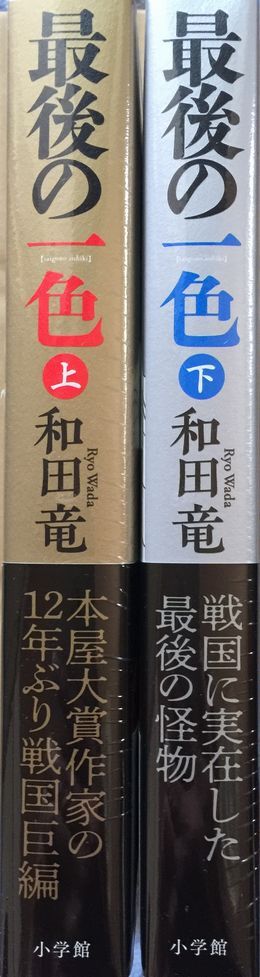 最後の一色
[saigono isshiki]
上
和田竜
Ryo Wada
本屋大賞作家の
12年ぶり戦国巨編
小学館
最後の一色
[saigono isshiki]
下
和田竜
Ryo Wada
戦国に実在した
最後の怪物
小学館